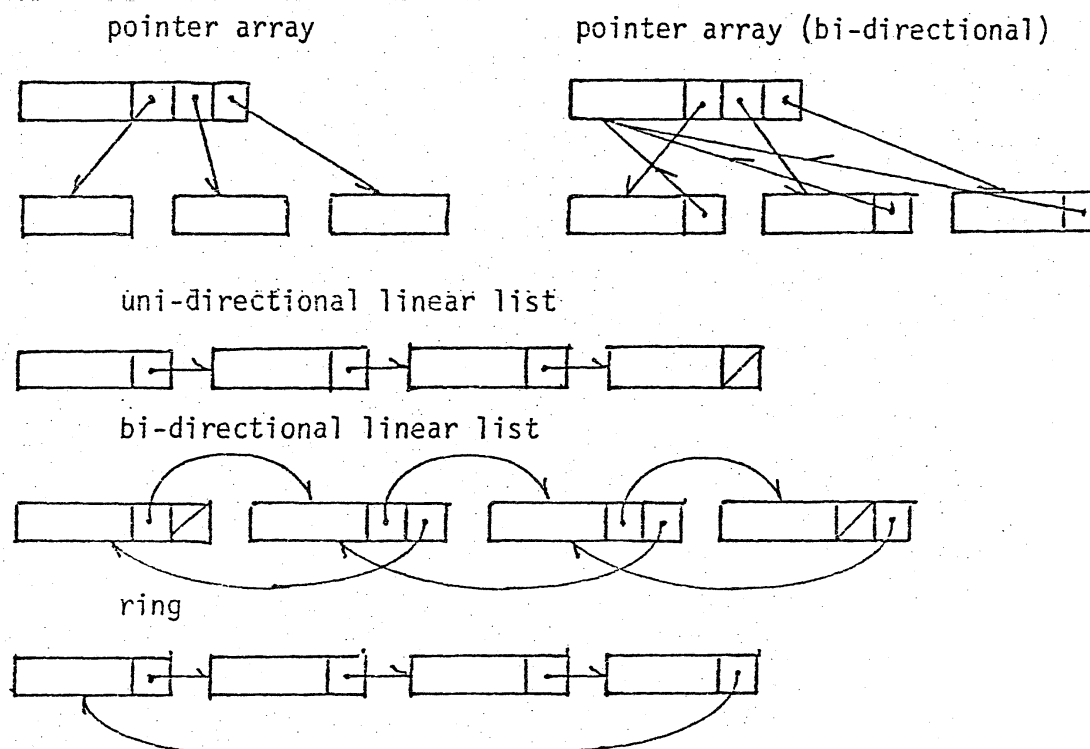 pointer array
pointer array (bi-directional)
uni-directional linear list
bi-directional linear list
ring